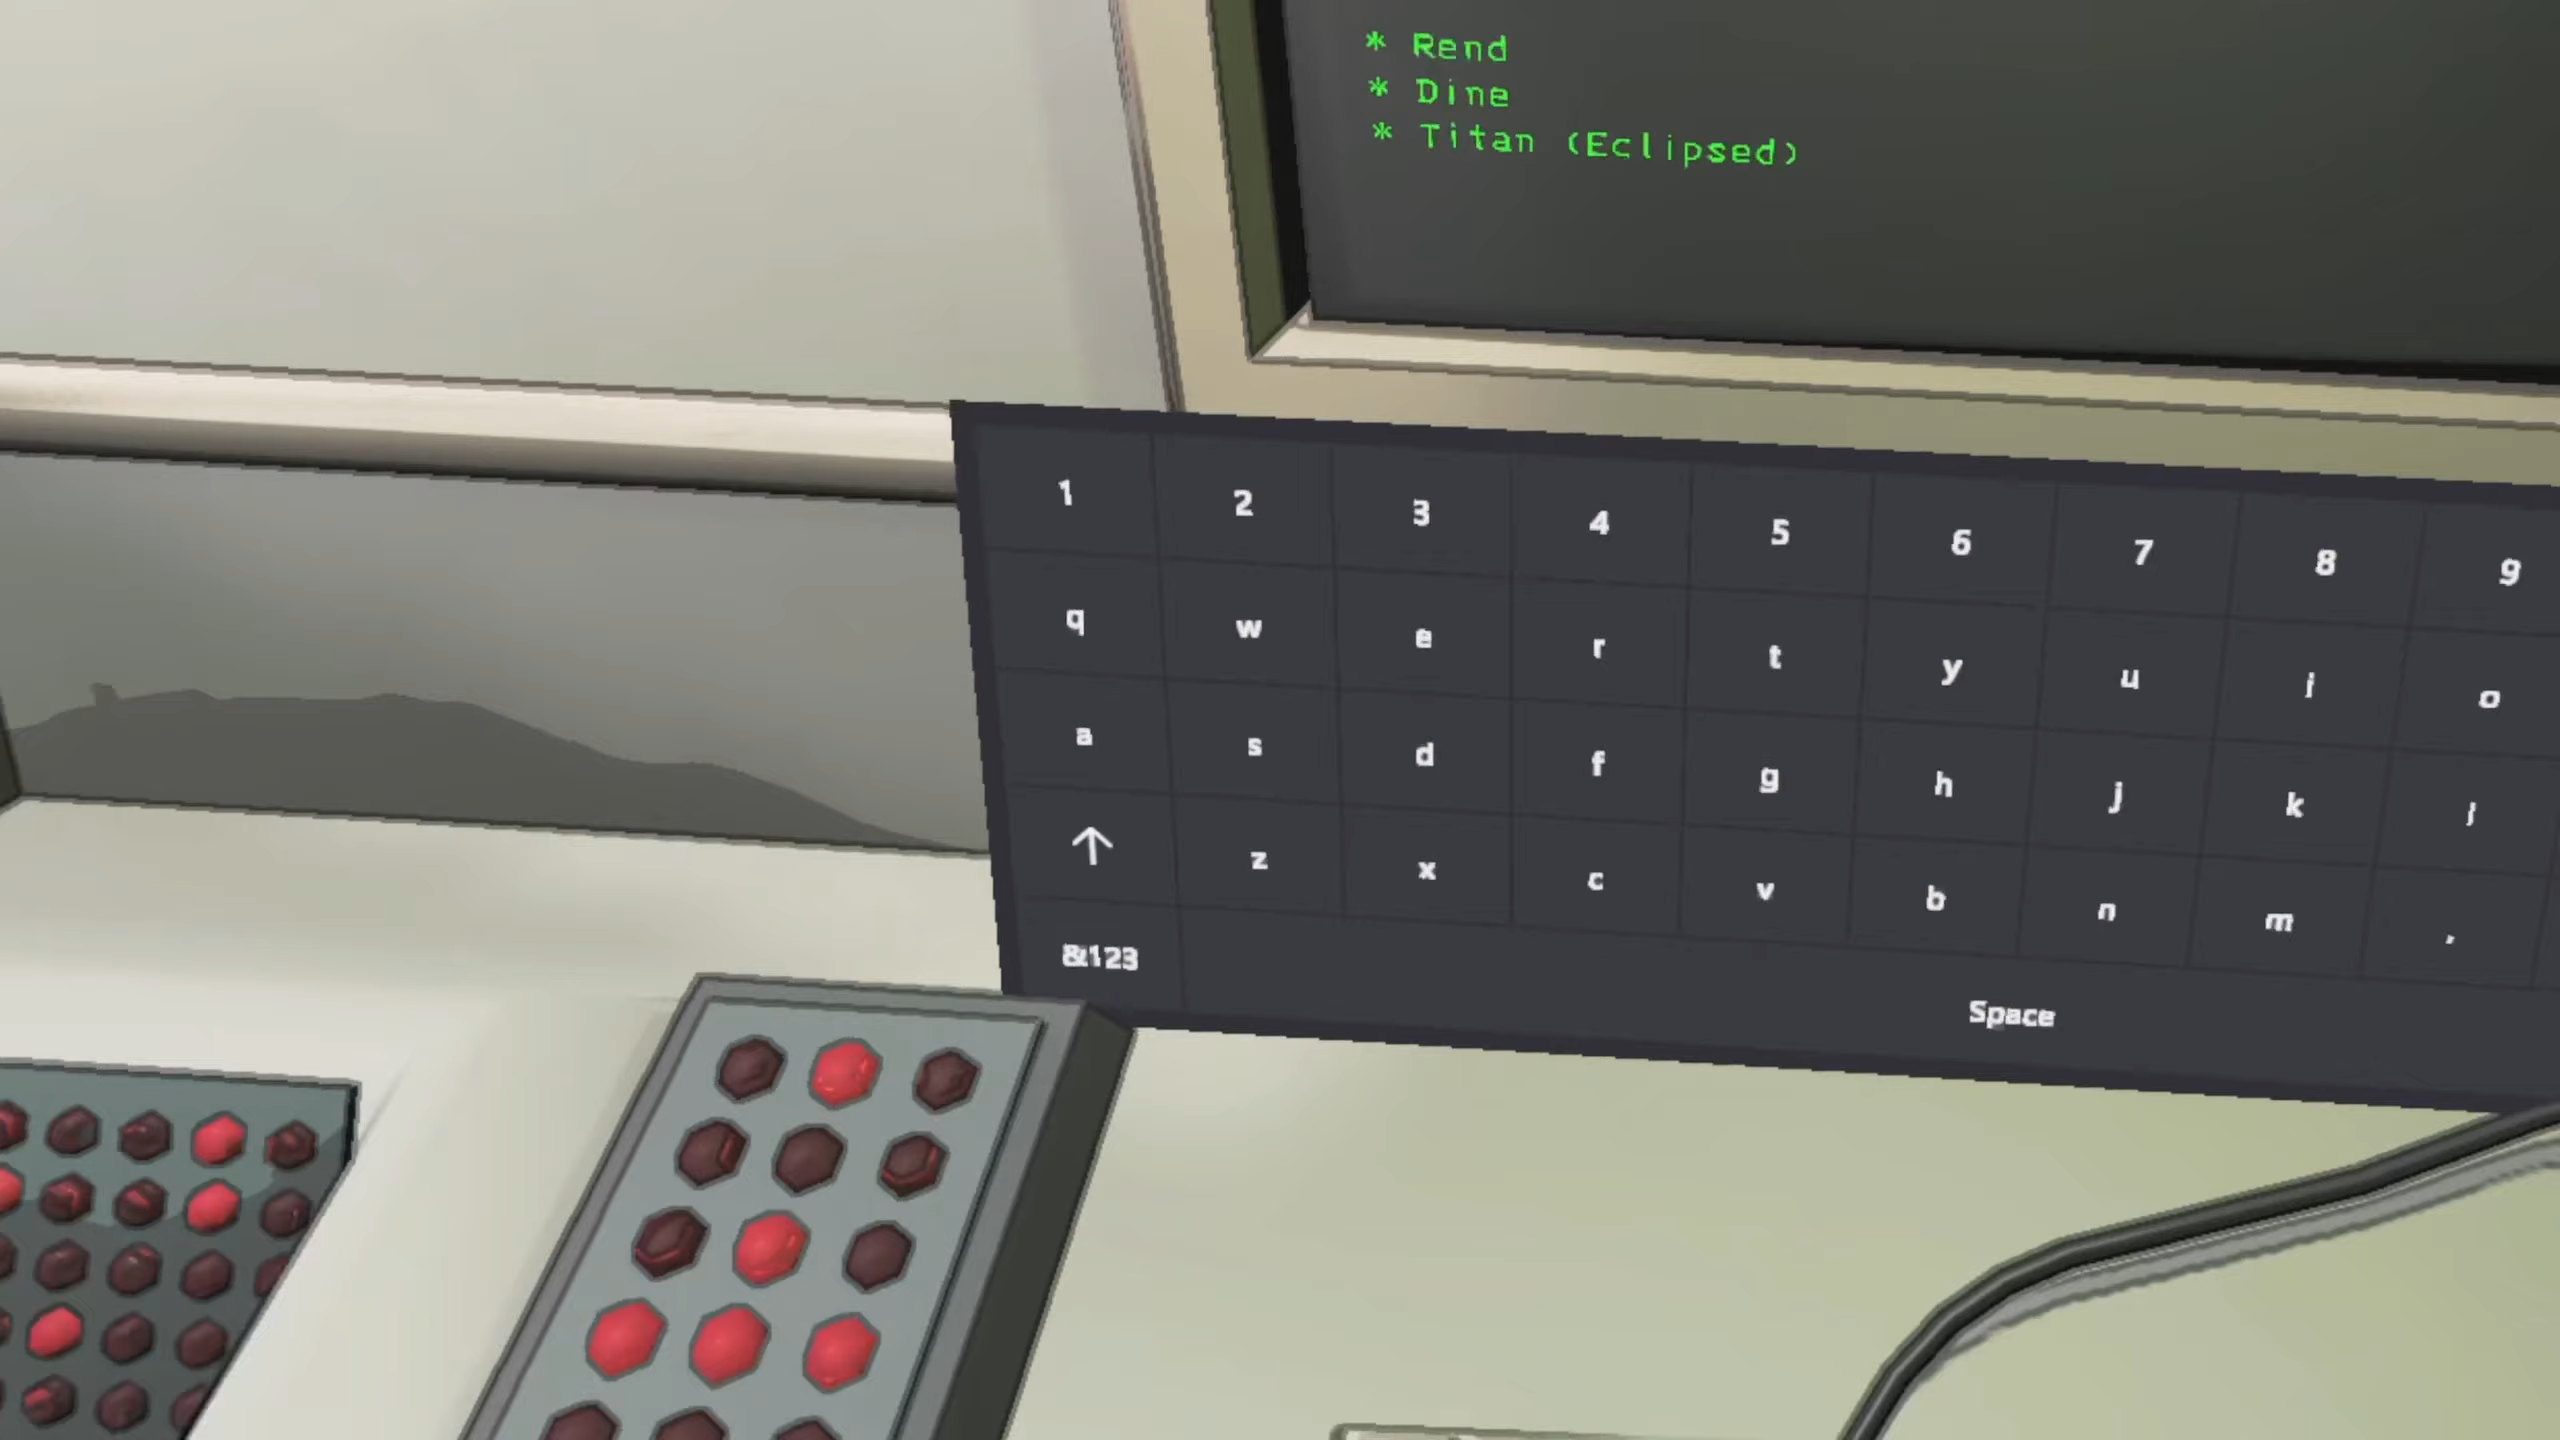 * Rend
* Dine
* Titan (Eclipsed)
1 2 3 4 5 6 7 8 9
q w e r t y u i o
a s d f g h j k l
↑ z x c v b n m ,
&123 Space